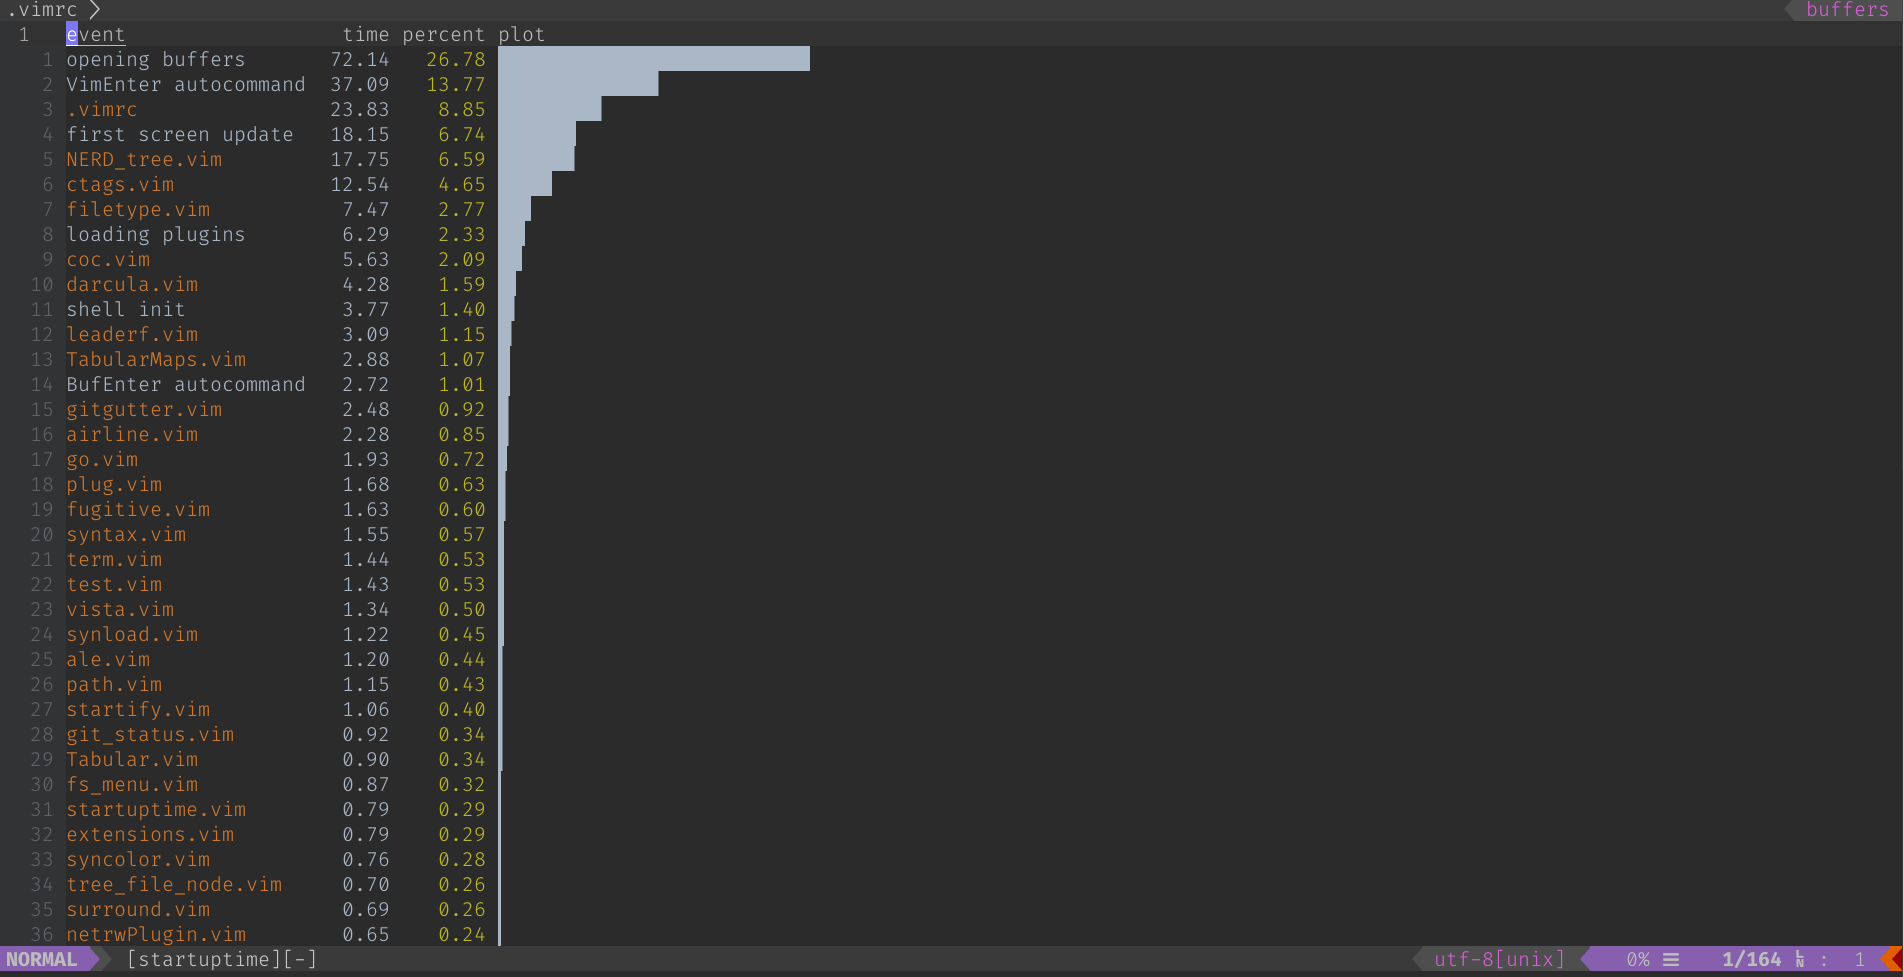 .vimrc buffers
1 event time percent plot
1 opening buffers 72.14 26.78
2 VimEnter autocommand 37.09 13.77
3 .vimrc 23.83 8.85
4 first screen update 18.15 6.74
5 NERD_tree.vim 17.75 6.59
6 ctags.vim 12.54 4.65
7 filetype.vim 7.47 2.77
8 loading plugins 6.29 2.33
9 coc.vim 5.63 2.09
10 darcula.vim 4.28 1.59
11 shell init 3.77 1.40
12 leaderf.vim 3.09 1.15
13 TabularMaps.vim 2.88 1.07
14 BufEnter autocommand 2.72 1.01
15 gitgutter.vim 2.48 0.92
16 airline.vim 2.28 0.85
17 go.vim 1.93 0.72
18 plug.vim 1.68 0.63
19 fugitive.vim 1.63 0.60
20 syntax.vim 1.55 0.57
21 term.vim 1.44 0.53
22 test.vim 1.43 0.53
23 vista.vim 1.34 0.50
24 synload.vim 1.22 0.45
25 ale.vim 1.20 0.44
26 path.vim 1.15 0.43
27 startify.vim 1.06 0.40
28 git_status.vim 0.92 0.34
29 Tabular.vim 0.90 0.34
30 fs_menu.vim 0.87 0.32
31 startuptime.vim 0.79 0.29
32 extensions.vim 0.79 0.29
33 syncolor.vim 0.76 0.28
34 tree_file_node.vim 0.70 0.26
35 surround.vim 0.69 0.26
36 netrwPlugin.vim 0.65 0.24
NORMAL [startuptime][-] utf-8[unix] 0% ☰ 1/164 ␤ : 1